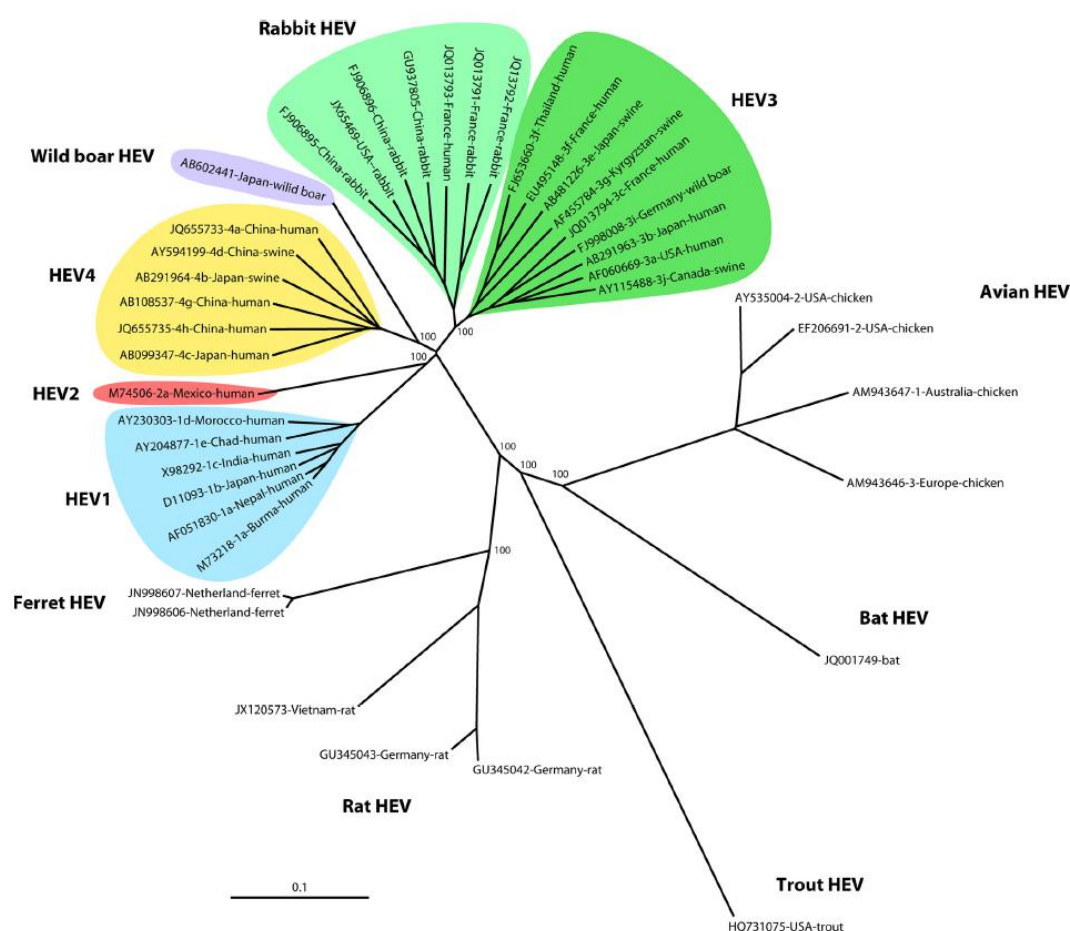 Rabbit HEV
HEV3
FJ906895-China-rabbit
JX65469-USA--rabbit
FJ906896-China-rabbit
GU937805-China-rabbit
JQ013793-France-human
JQ013791-France-rabbit
JQ13792-France-rabbit
FJ653660-3f-Thailand-human
EU495148-3f-France-human
AB481226-3e-Japan-swine
AF455784-3g-Kyrgyzstan-swine
JQ013794-3c-France-human
FJ998008-3i-Germany-wild boar
AB291963-3b-Japan-human
AF060669-3a-USA-human
AY115488-3j-Canada-swine
Wild boar HEV
AB602441-Japan-wilid boar
HEV4
JQ655733-4a-China-human
AY594199-4d-China-swine
AB291964-4b-Japan-swine
AB108537-4g-China-human
JQ655735-4h-China-human
AB099347-4c-Japan-human
HEV2
M74506-2a-Mexico-human
HEV1
AY230303-1d-Morocco-human
AY204877-1e-Chad-human
X98292-1c-India-human
D11093-1b-Japan-human
AF051830-1a-Nepal-human
M73218-1a-Burma-human
100
100
100
100
100
100
100
Avian HEV
AY535004-2-USA-chicken
EF206691-2-USA-chicken
AM943647-1-Australia-chicken
AM943646-3-Europe-chicken
Ferret HEV
JN998607-Netherland-ferret
JN998606-Netherland-ferret
Bat HEV
JQ001749-bat
JX120573-Vietnam-rat
GU345043-Germany-rat
GU345042-Germany-rat
Rat HEV
Trout HEV
HQ731075-USA-trout
0.1